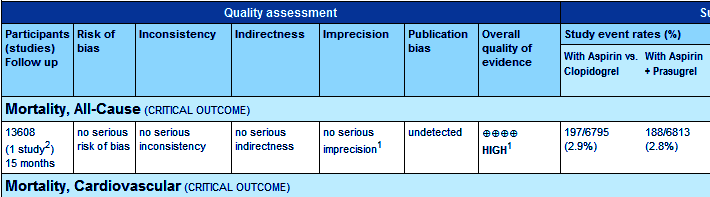 Quality assessment Su
Participants (studies) Follow up Risk of bias Inconsistency Indirectness Imprecision Publication bias Overall quality of evidence Study event rates (%)
With Aspirin vs. Clopidogrel With Aspirin + Prasugrel
Mortality, All-Cause (CRITICAL OUTCOME)
13608 no serious no serious no serious no serious undetected ⊕⊕⊕⊕ 197/6795 188/6813
(1 study2) risk of bias inconsistency indirectness imprecision1 HIGH1 (2.9%) (2.8%)
15 months
Mortality, Cardiovascular (CRITICAL OUTCOME)